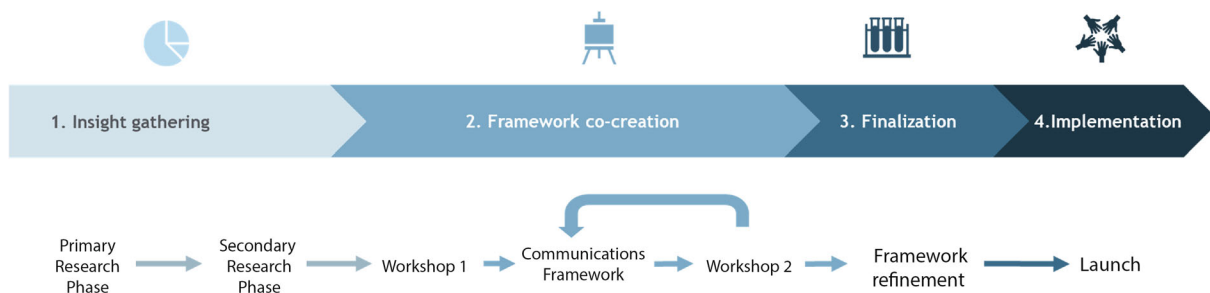 1. Insight gathering
2. Framework co-creation
3. Finalization
4.Implementation
Primary
Research
Phase
Secondary
Research
Phase
Workshop 1
Communications
Framework
Workshop 2
Framework
refinement
Launch